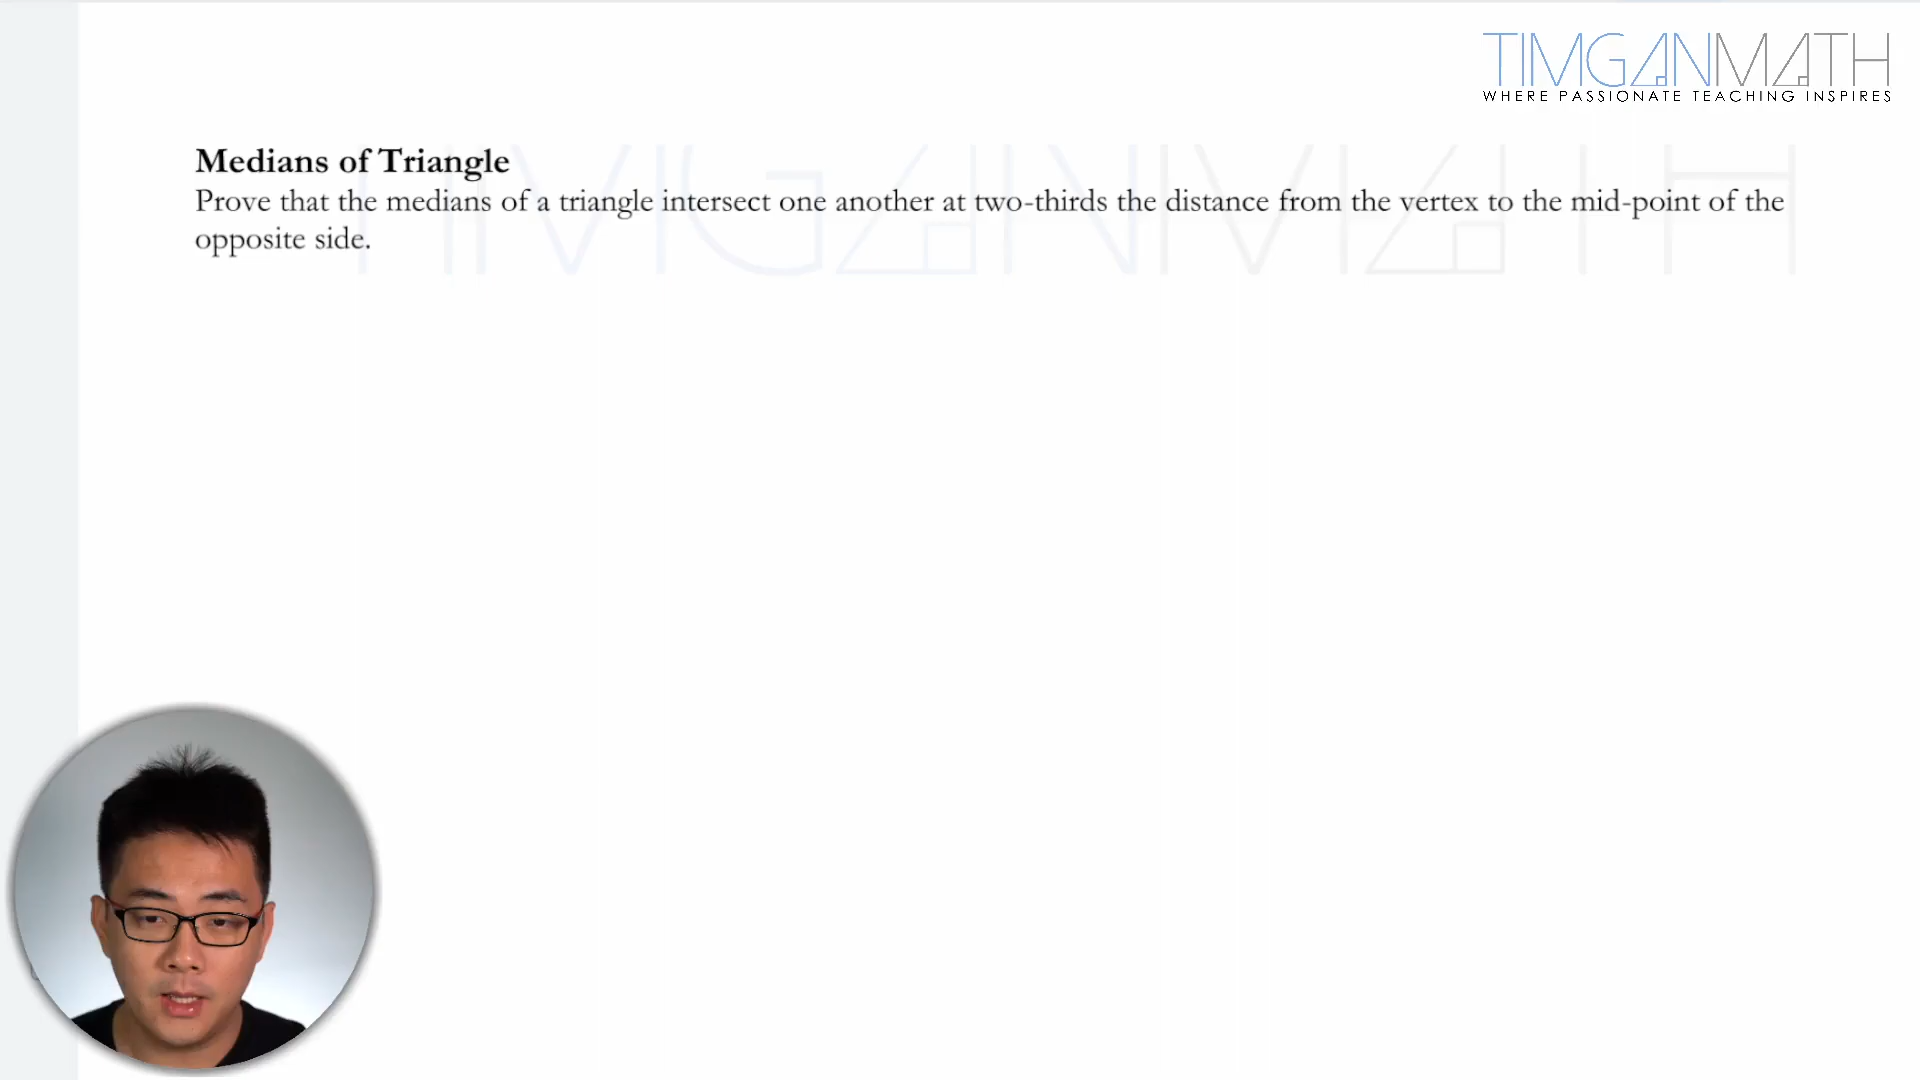 TIMGANMATH
WHERE PASSIONATE TEACHING INSPIRES
TIMGANMATH
Medians of Triangle
Prove that the medians of a triangle intersect one another at two-thirds the distance from the vertex to the mid-point of the
opposite side.